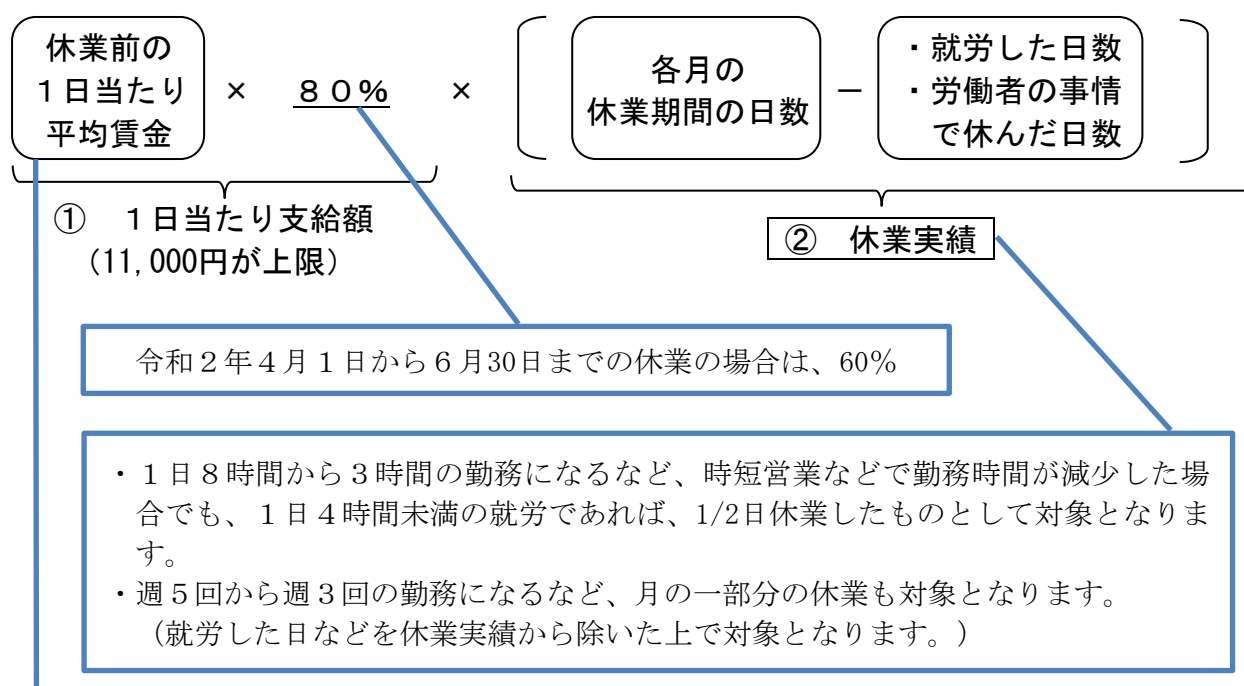 休業前の
１日当たり
平均賃金
×
８０％
×
各月の
休業期間の日数
－
・就労した日数
・労働者の事情
で休んだ日数
① １日当たり支給額
（11,000円が上限）
② 休業実績
令和２年４月１日から６月30日までの休業の場合は、60％
・１日８時間から３時間の勤務になるなど、時短営業などで勤務時間が減少した場
合でも、１日４時間未満の就労であれば、1/2日休業したものとして対象となりま
す。
・週５回から週３回の勤務になるなど、月の一部分の休業も対象となります。
（就労した日などを休業実績から除いた上で対象となります。）